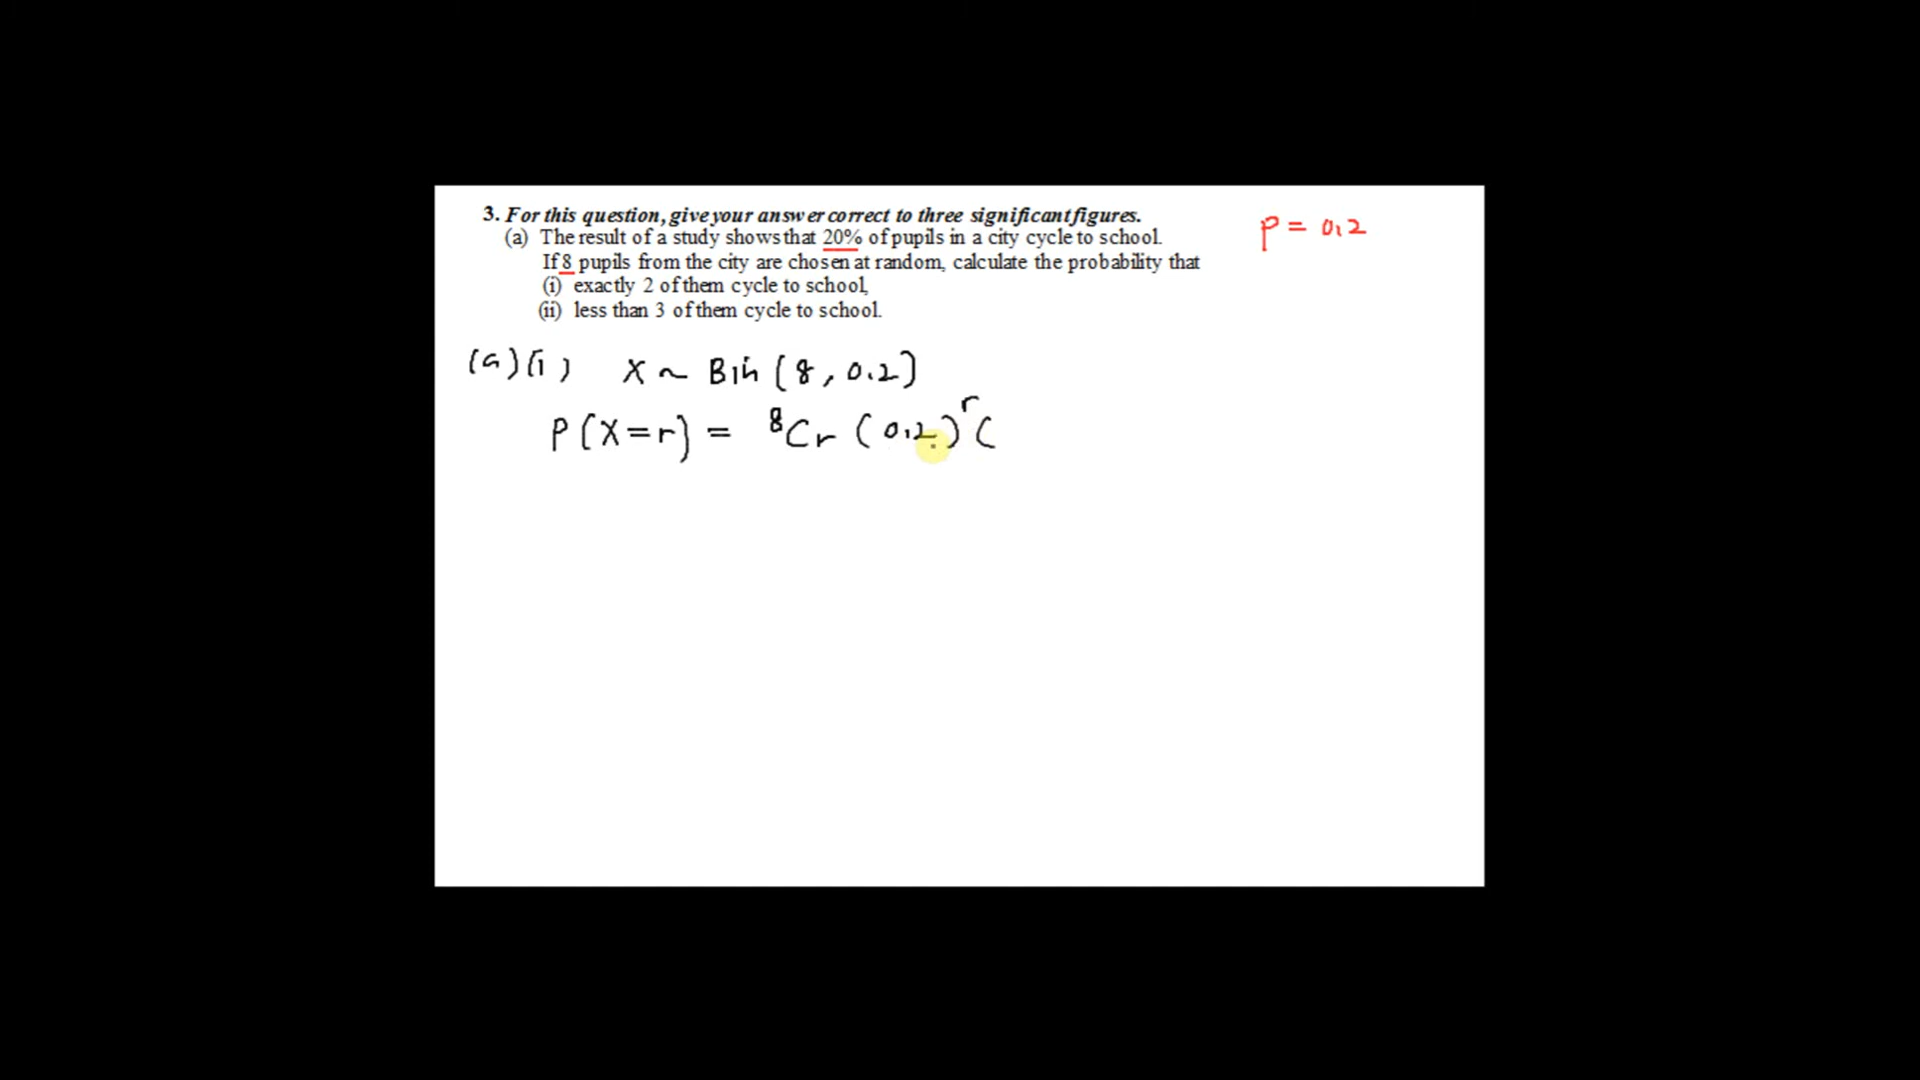 3. For this question, give your answer correct to three significant figures.
p = 0.2
(a) The result of a study shows that 20% of pupils in a city cycle to school.
If 8 pupils from the city are chosen at random, calculate the probability that
(i) exactly 2 of them cycle to school,
(ii) less than 3 of them cycle to school.
(a)(i) X ~ Bin (8, 0.2)
P(X=r) = ⁸Cr (0.2)ʳ (